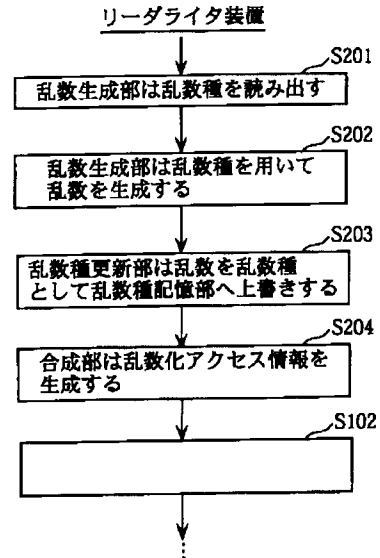 リーダライタ装置
S201
乱数生成部は乱数種を読み出す
S202
乱数生成部は乱数種を用いて
乱数を生成する
S203
乱数種更新部は乱数を乱数種
として乱数種記憶部へ上書きする
S204
合成部は乱数化アクセス情報を
生成する
S102